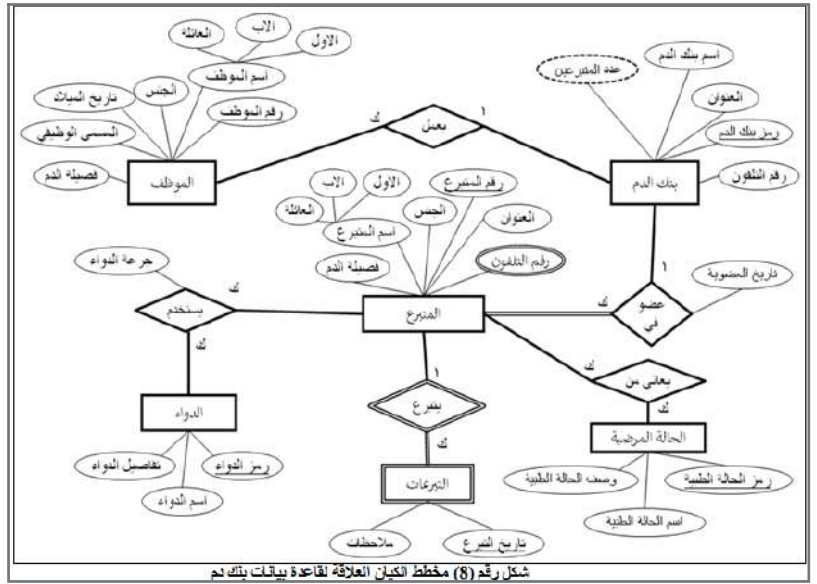 العائلة
الاب
الاول
اسم الموظف
الجنس
تاريخ الميلاد
رقم الموظف
المسمى الوظيفي
فصيلة الدم
الموظف
ك
يعمل
١
عدد المتبرعين
اسم بنك الدم
العنوان
رمز بنك الدم
رقم التلفون
بنك الدم
العائلة
الاب
الاول
اسم المتبرع
الجنس
رقم المتبرع
العنوان
رقم التلفون
فصيلة الدم
المتبرع
جرعة الدواء
يستخدم
ك
ك
الدواء
تفاصيل الدواء
رمز الدواء
اسم الدواء
١
عضو
في
ك
تاريخ العضوية
ك
يعاني من
ك
الحالة المرضية
وصف الحالة الطبية
رمز الحالة الطبية
اسم الحالة الطبية
١
يتبرع
ك
التبرعات
ملاحظات
تاريخ التبرع
شكل رقم (8) مخطط الكيان العلاقة لقاعدة بيانات بنك دم